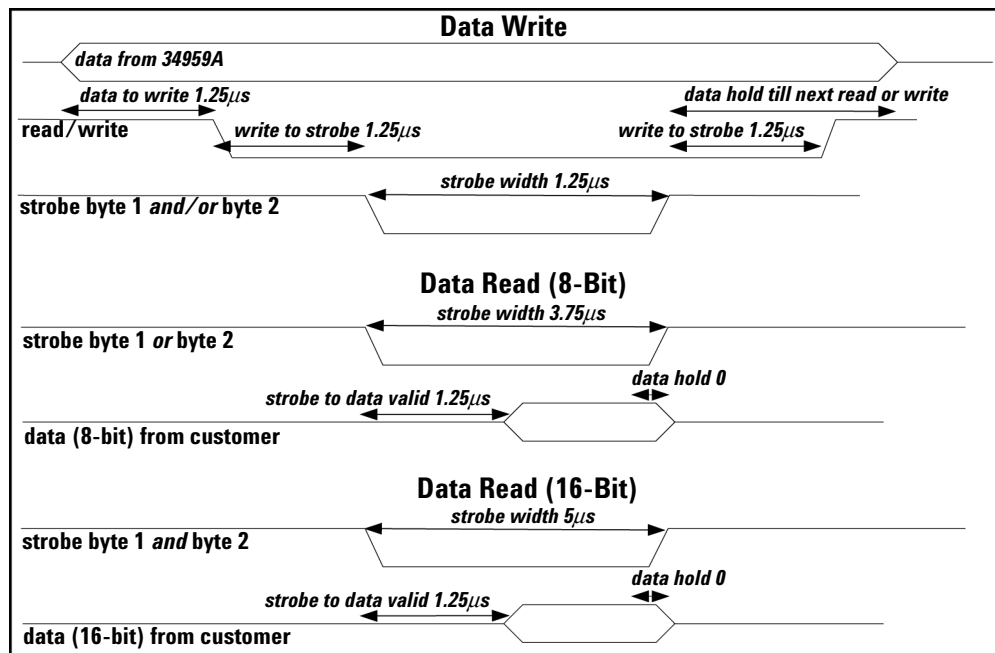 Data Write
data from 34959A
data to write 1.25µs
data hold till next read or write
read/write
write to strobe 1.25µs
write to strobe 1.25µs
strobe width 1.25µs
strobe byte 1 and/or byte 2
Data Read (8-Bit)
strobe width 3.75µs
strobe byte 1 or byte 2
data hold 0
strobe to data valid 1.25µs
data (8-bit) from customer
Data Read (16-Bit)
strobe width 5µs
strobe byte 1 and byte 2
data hold 0
strobe to data valid 1.25µs
data (16-bit) from customer